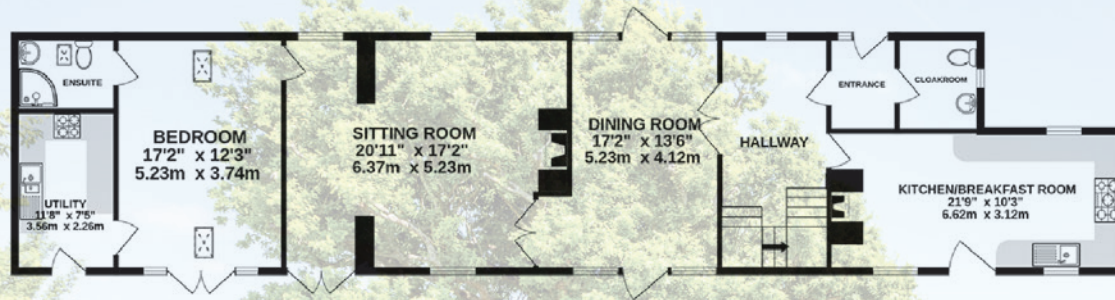 ENSUITE
UTILITY
11'8" x 7'5"
3.56m x 2.26m
BEDROOM
17'2" x 12'3"
5.23m x 3.74m
SITTING ROOM
20'11" x 17'2"
6.37m x 5.23m
DINING ROOM
17'2" x 13'6"
5.23m x 4.12m
HALLWAY
ENTRANCE
CLOAKROOM
KITCHEN/BREAKFAST ROOM
21'9" x 10'3"
6.62m x 3.12m